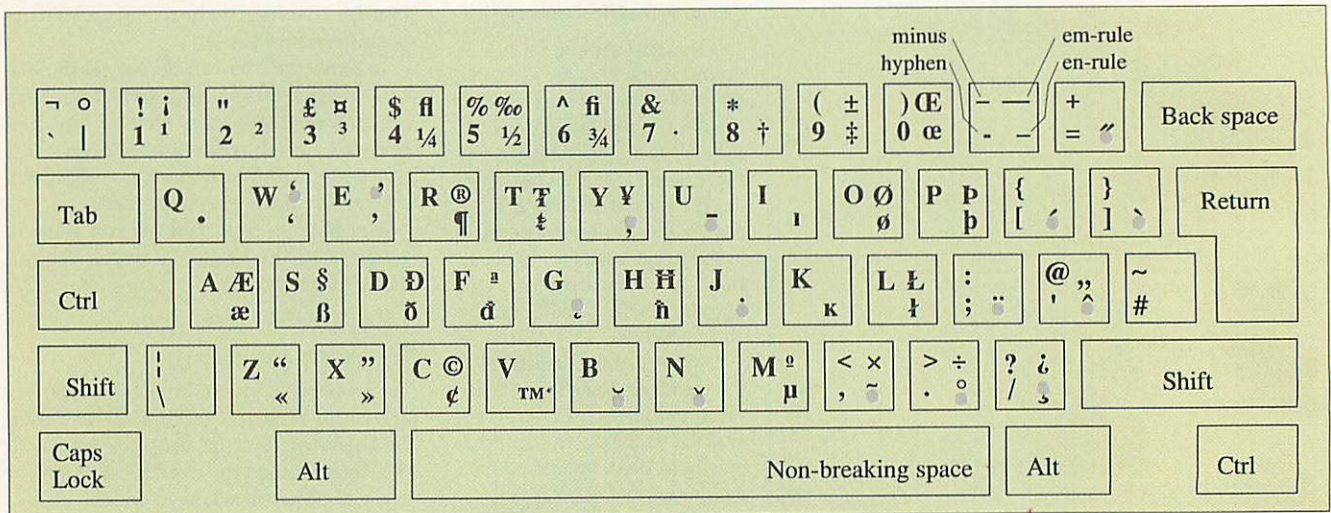 minus em-rule
hyphen en-rule
¬ ° ! ¡ " £ ¤ $ fl % ‰ ^ fi & * ( ± ) Œ – — + Back space
` | 1 ¹ 2 ² 3 ³ 4 ¼ 5 ½ 6 ¾ 7 · 8 † 9 ‡ 0 œ - – = ˝
Tab Q W ‘ E ’ R ® T Ŧ Y ¥ U I O Ø P Þ { } Return
• ‘ ’ ¶ ŧ , ¯ ı ø þ [ ´ ] `
Ctrl A Æ S § D Ð F ª G H Ħ J K L Ł : @ „ ~
æ ß ð đ ˛ ħ ˙ ĸ ł ; ¨ ' ^ #
Shift ¦ Z “ X ” C © V B N M º < × > ÷ ? ¿ Shift
\ « » ¢ TM ˘ ˇ µ , ˜ . ° / ¸
Caps
Lock Alt Non-breaking space Alt Ctrl